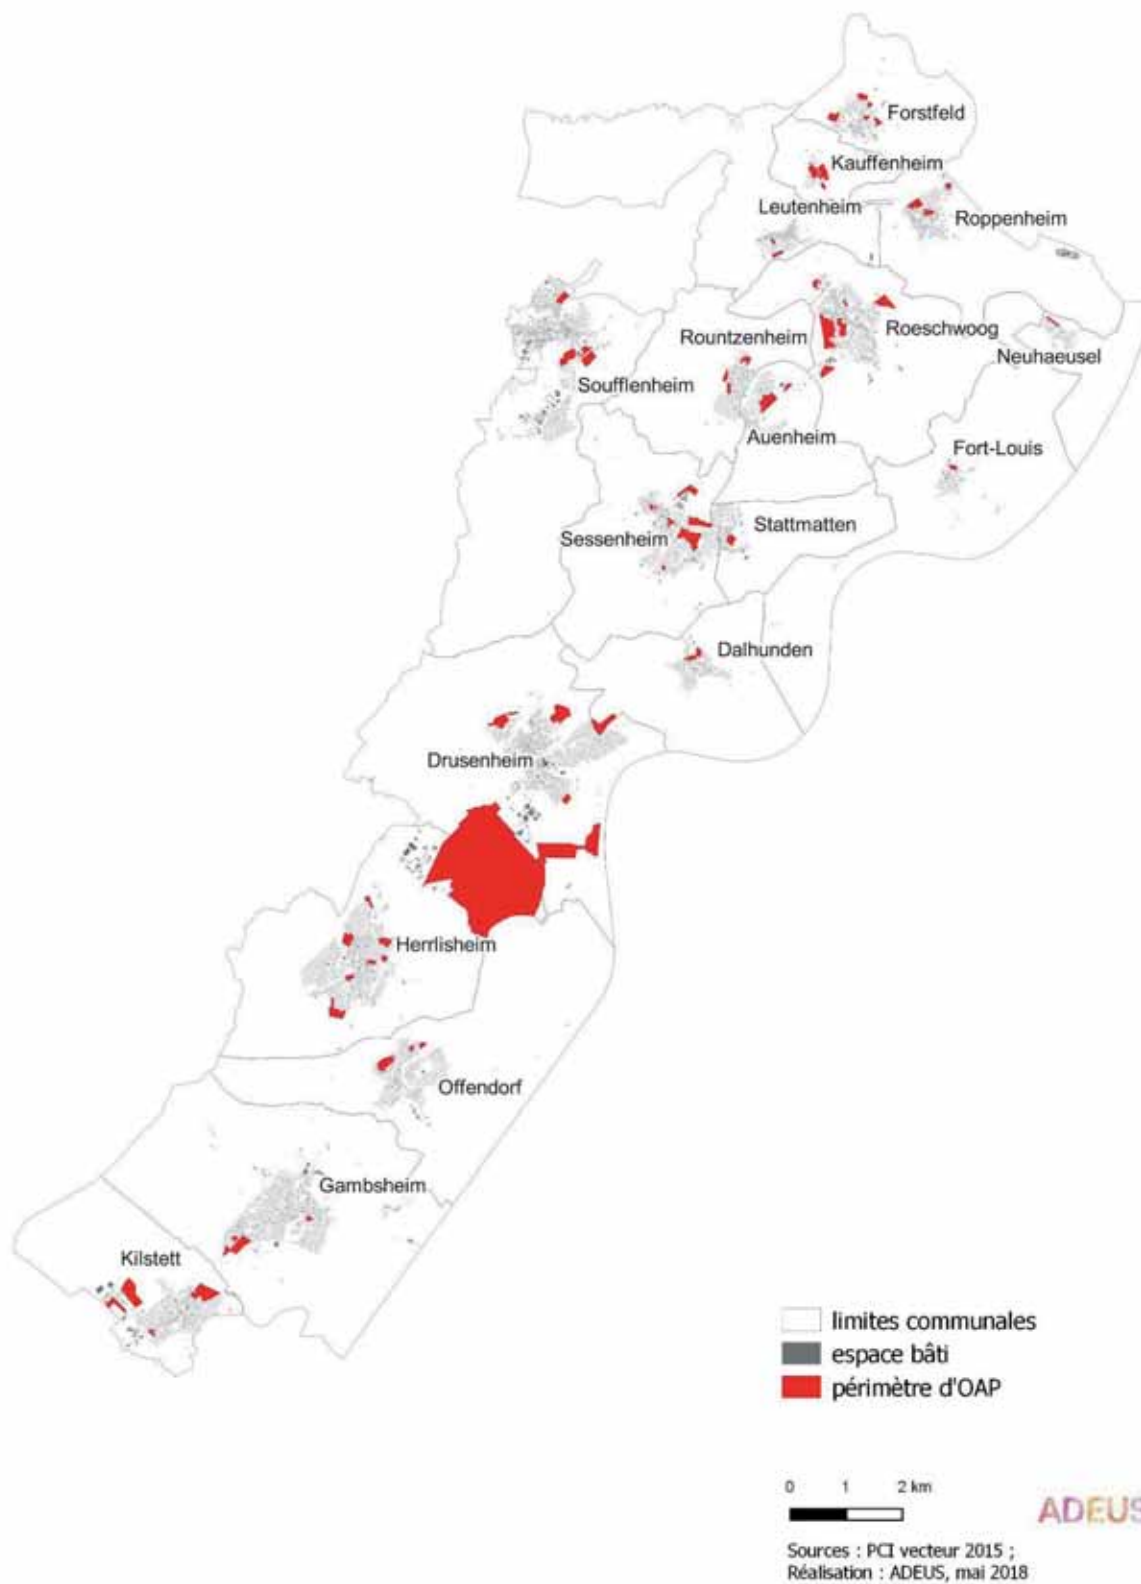 Forstfeld
Kauffenheim
Leutenheim
Roppenheim
Rountzenheim
Roeschwoog
Neuhaeusel
Soufflenheim
Auenheim
Fort-Louis
Sessenheim
Stattmatten
Dalhunden
Drusenheim
Herrlisheim
Offendorf
Gambsheim
Kilstett
limites communales
espace bâti
périmètre d'OAP
0 1 2 km
ADEUS
Sources : PCI vecteur 2015 ;
Réalisation : ADEUS, mai 2018